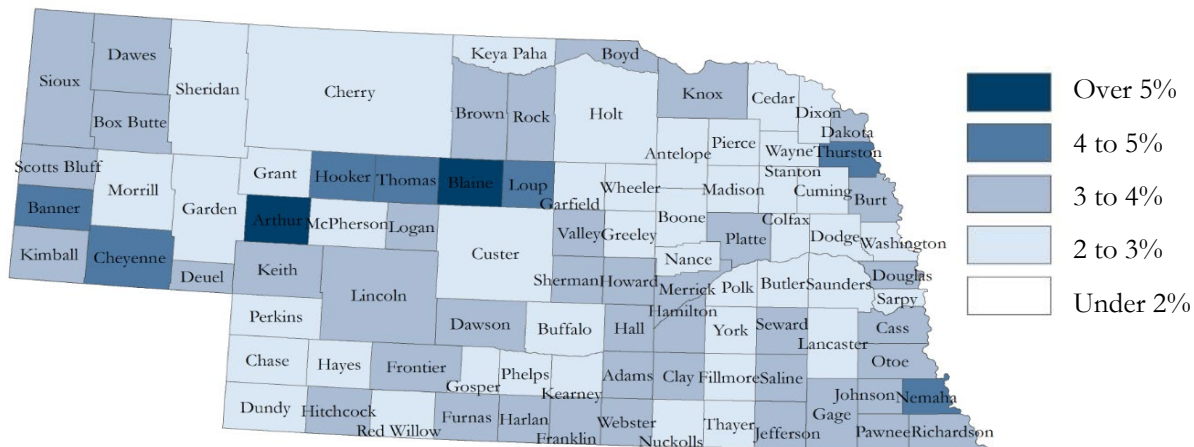 Keya Paha
Boyd
Dawes
Sioux
Sheridan
Cherry
Knox
Cedar
Dixon
Box Butte
Brown
Rock
Holt
Dakota
Pierce
Antelope
Wayne
Thurston
Scotts Bluff
Grant
Stanton
Hooker
Thomas
Blaine
Loup
Wheeler
Morrill
Madison
Cuming
Garfield
Burt
Banner
Garden
Arthur
McPherson
Logan
Boone
Colfax
Valley
Greeley
Platte
Dodge
Washington
Kimball
Cheyenne
Custer
Nance
Deuel
Keith
Douglas
Sherman
Howard
Merrick
Polk
Butler
Saunders
Lincoln
Sarpy
Hamilton
Perkins
Dawson
Buffalo
Hall
York
Seward
Cass
Lancaster
Chase
Hayes
Frontier
Otoe
Gosper
Phelps
Adams
Clay
Fillmore
Saline
Kearney
Johnson
Nemaha
Dundy
Hitchcock
Red Willow
Furnas
Harlan
Franklin
Webster
Nuckolls
Thayer
Jefferson
Gage
Pawnee
Richardson
Over 5%
4 to 5%
3 to 4%
2 to 3%
Under 2%